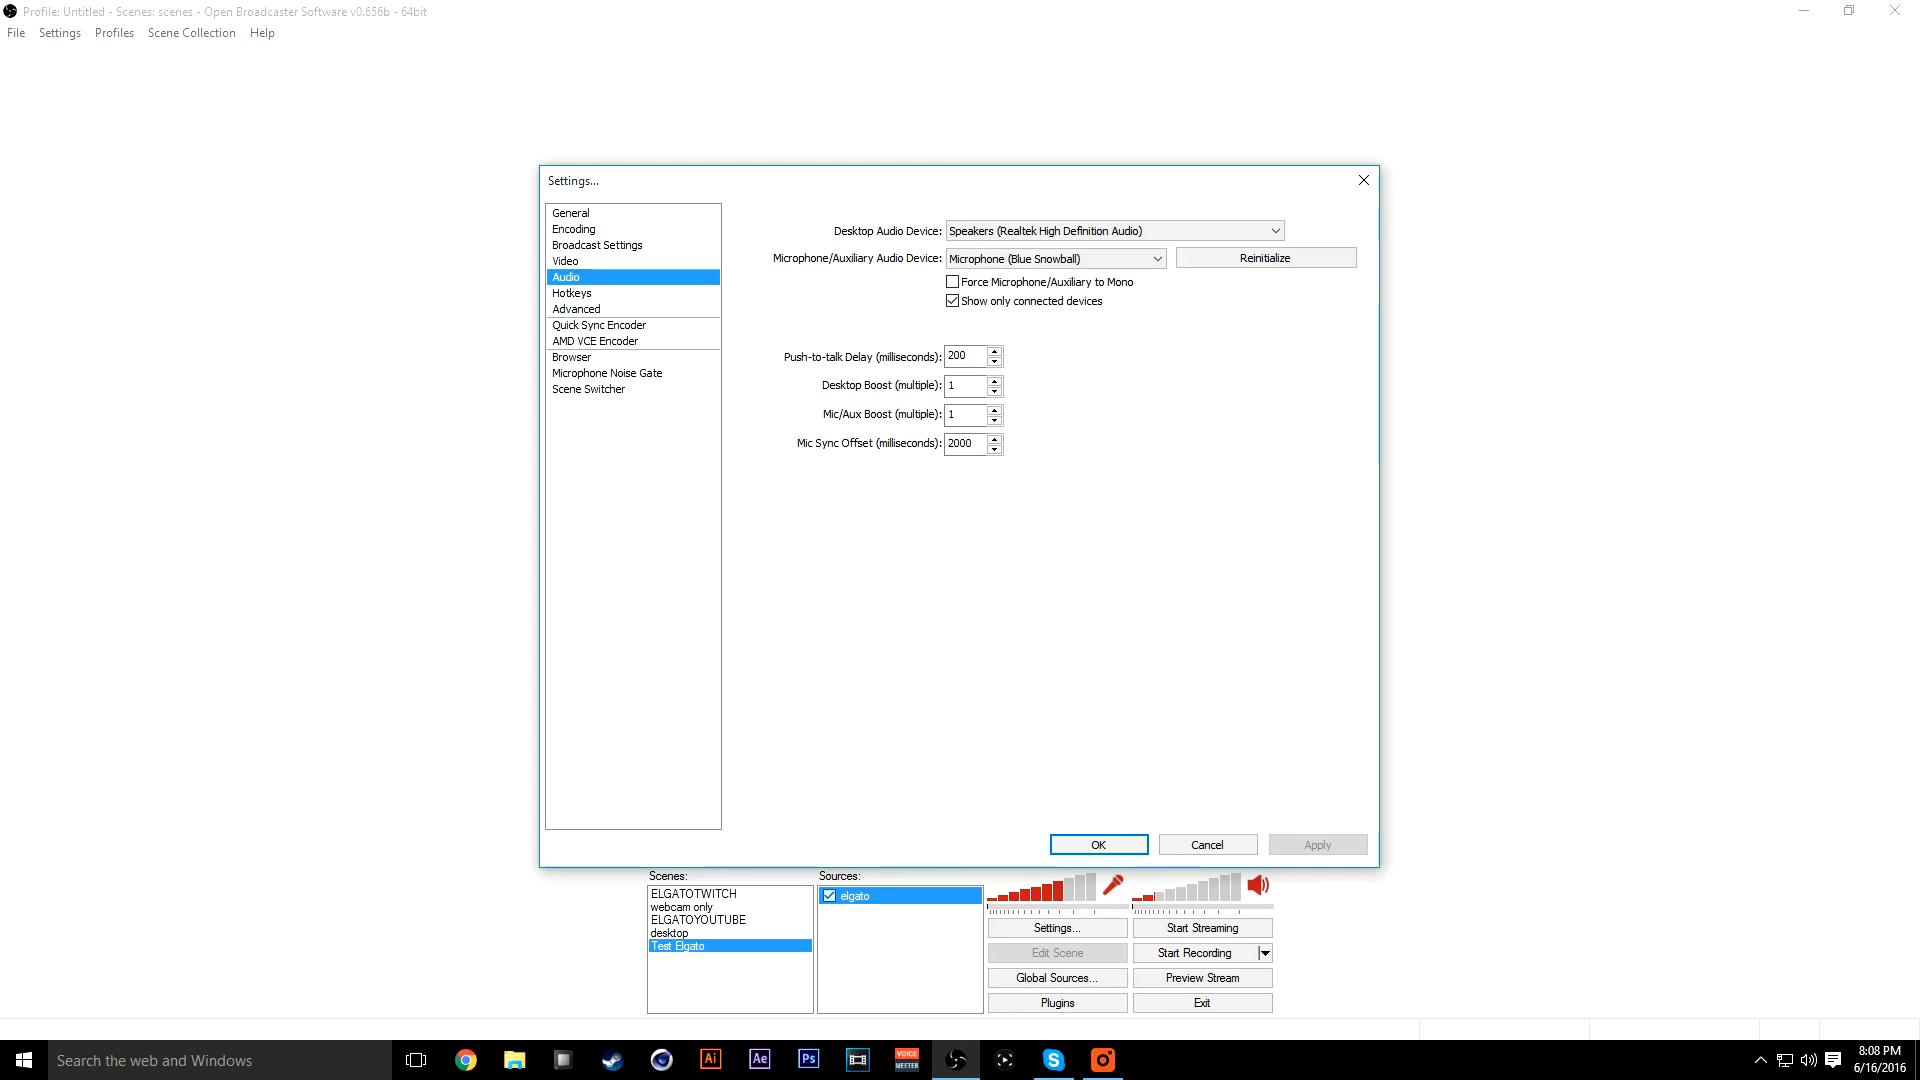 Profile: Untitled - Scenes: scenes - Open Broadcaster Software v0.656b - 64bit
File Settings Profiles Scene Collection Help
Settings...
General
Encoding
Broadcast Settings
Video
Audio
Hotkeys
Advanced
Quick Sync Encoder
AMD VCE Encoder
Browser
Microphone Noise Gate
Scene Switcher
Desktop Audio Device: Speakers (Realtek High Definition Audio)
Microphone/Auxiliary Audio Device: Microphone (Blue Snowball) Reinitialize
Force Microphone/Auxiliary to Mono
Show only connected devices
Push-to-talk Delay (milliseconds): 200
Desktop Boost (multiple): 1
Mic/Aux Boost (multiple): 1
Mic Sync Offset (milliseconds): 2000
OK Cancel Apply
Scenes:
ELGATOTWITCH
webcam only
ELGATOYOUTUBE
desktop
Test Elgato
Sources:
elgato
Settings... Start Streaming
Edit Scene Start Recording
Global Sources... Preview Stream
Plugins Exit
Search the web and Windows
Ai
Ae
Ps
VOICE
MEETER
8:08 PM
6/16/2016